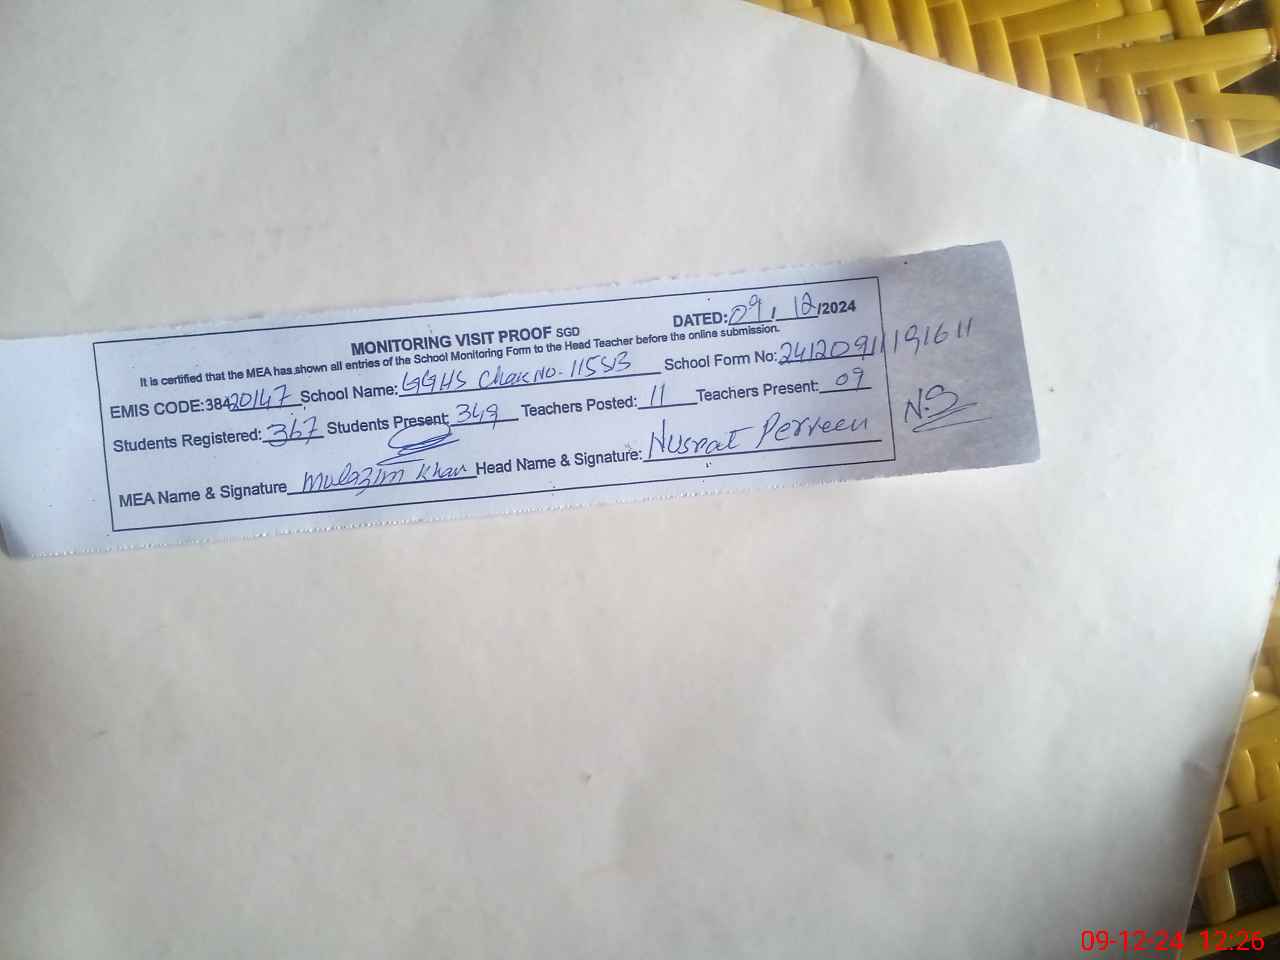 MONITORING VISIT PROOF SGD
DATED: 09/12/2024
It is certified that the MEA has shown all entries of the School Monitoring Form to the Head Teacher before the online submission.
EMIS CODE:38420147 School Name: GGHS Chak No. 115SB School Form No: 24120911191611
Students Registered: 367 Students Present: 349 Teachers Posted: 11 Teachers Present: 09
MEA Name & Signature Mulazim Khan Head Name & Signature: Nusrat Perveen
N.S
09-12-24 12:26